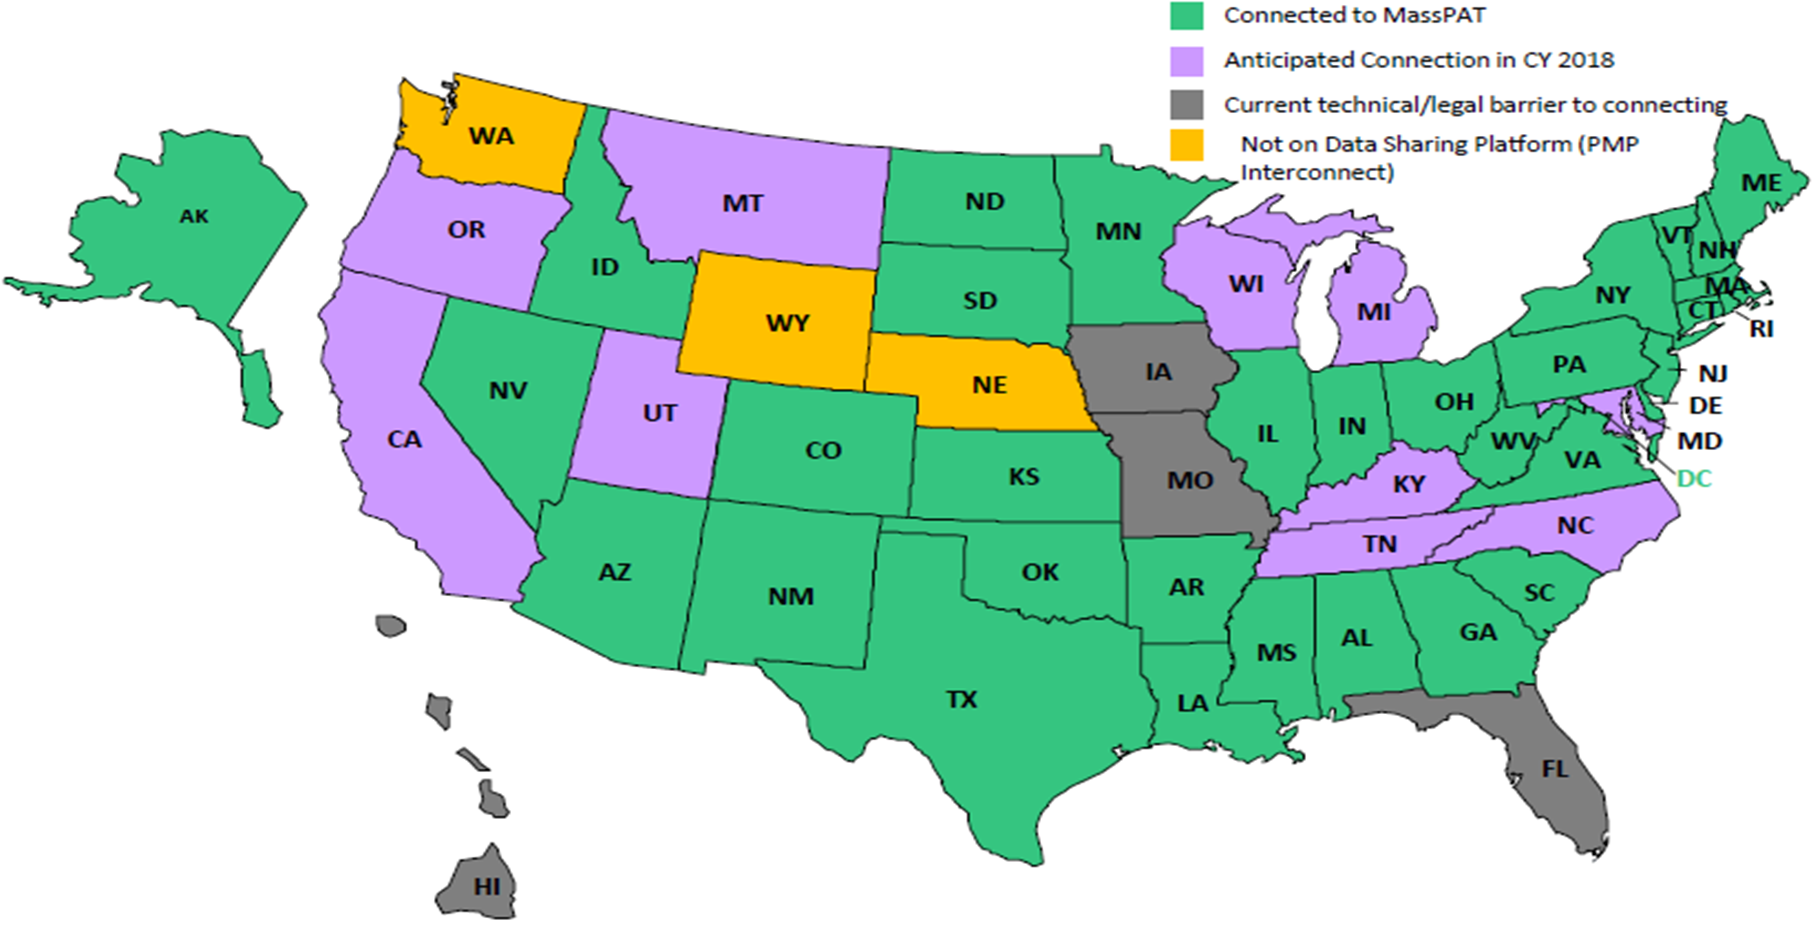 Connected to MassPAT
Anticipated Connection in CY 2018
Current technical/legal barrier to connecting
Not on Data Sharing Platform (PMP
Interconnect)
WA
AK
MT
ND
ME
OR
MN
VT
NH
ID
WI
SD
NY
MA
MI
CT
RI
WY
PA
IA
NJ
NV
NE
OH
DE
UT
IN
CA
IL
WV
MD
CO
VA
KS
MO
KY
DC
NC
TN
AZ
OK
AR
SC
NM
GA
AL
MS
TX
LA
FL
HI